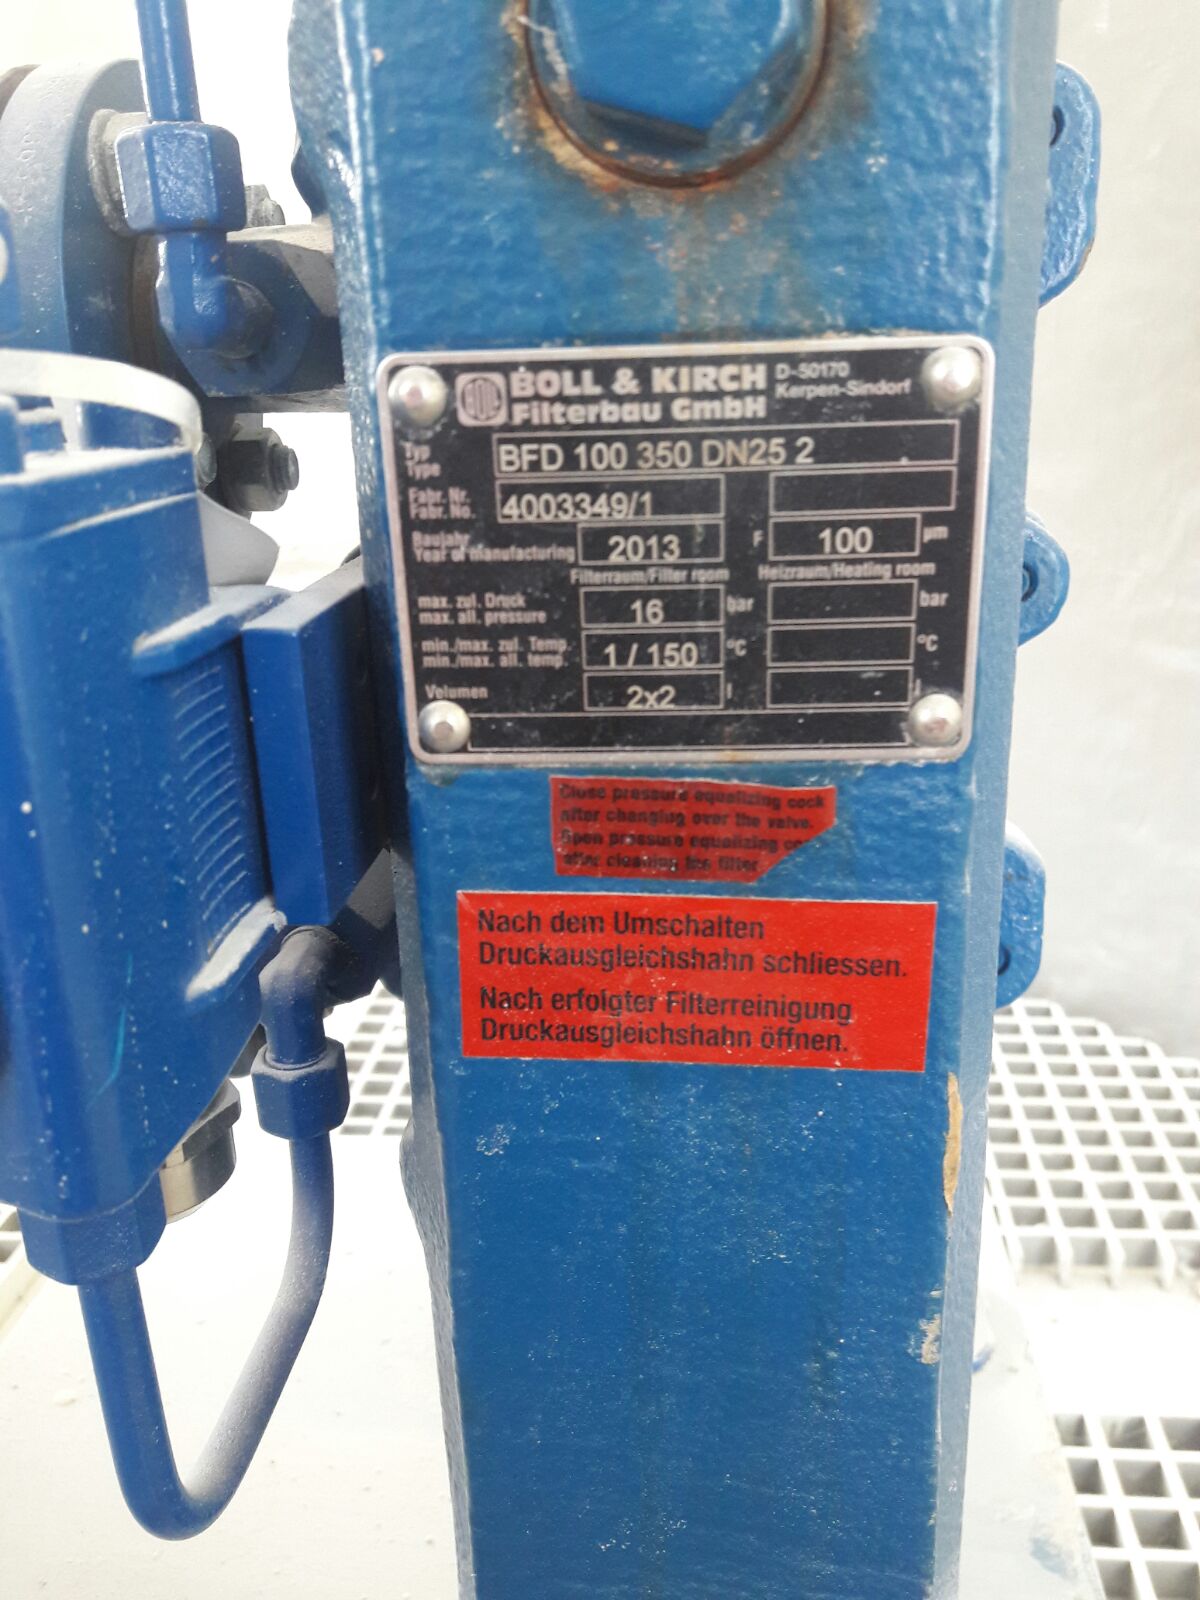 BOLL
BOLL & KIRCH D-50170
Filterbau GmbH Kerpen-Sindorf
Typ
Type BFD 100 350 DN25 2
Fabr. Nr.
Fabr. No. 4003349/1
Baujahr
Year of manufacturing 2013 F 100 µm
Filterraum/Filter room Heizraum/Heating room
max. zul. Druck
max. all. pressure 16 bar bar
min./max. zul. Temp.
min./max. all. temp. 1 / 150 °C °C
Volumen 2x2 l l
Close pressure equalizing cock
after changing over the valve.
Open pressure equalizing
after cleaning the filter.
Nach dem Umschalten
Druckausgleichshahn schliessen.
Nach erfolgter Filterreinigung
Druckausgleichshahn öffnen.